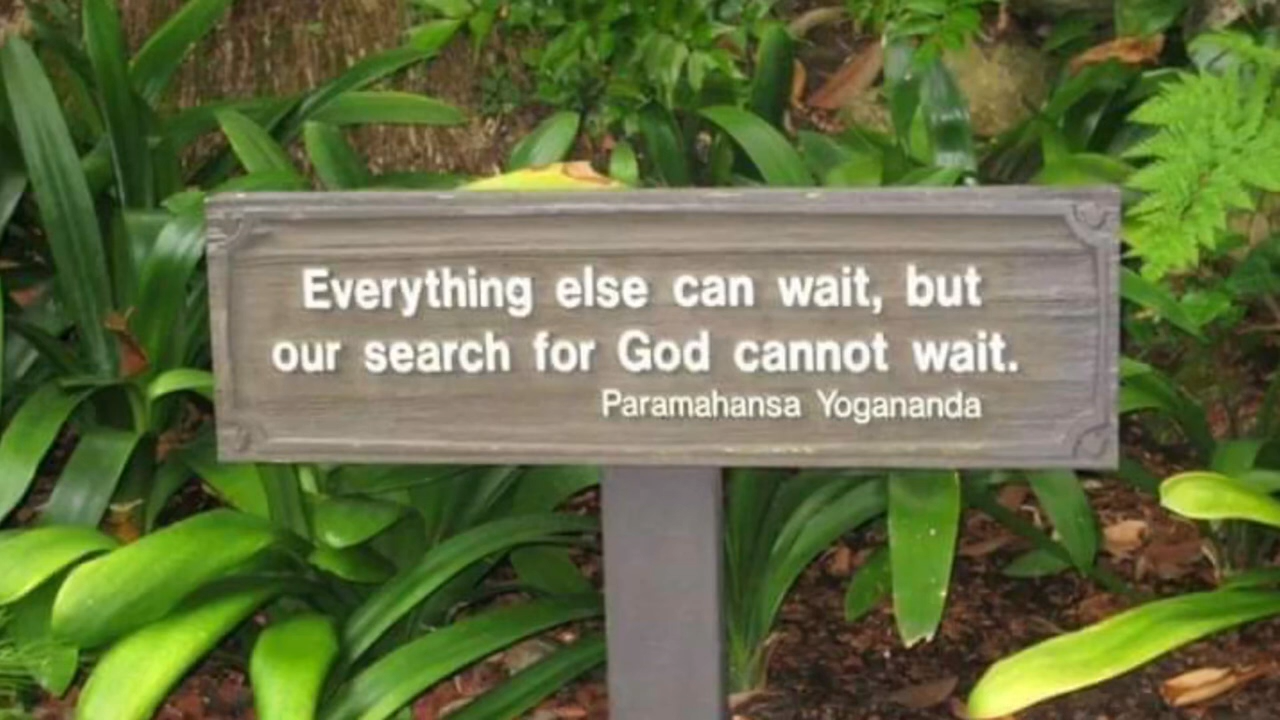 Everything else can wait, but
our search for God cannot wait.
Paramahansa Yogananda